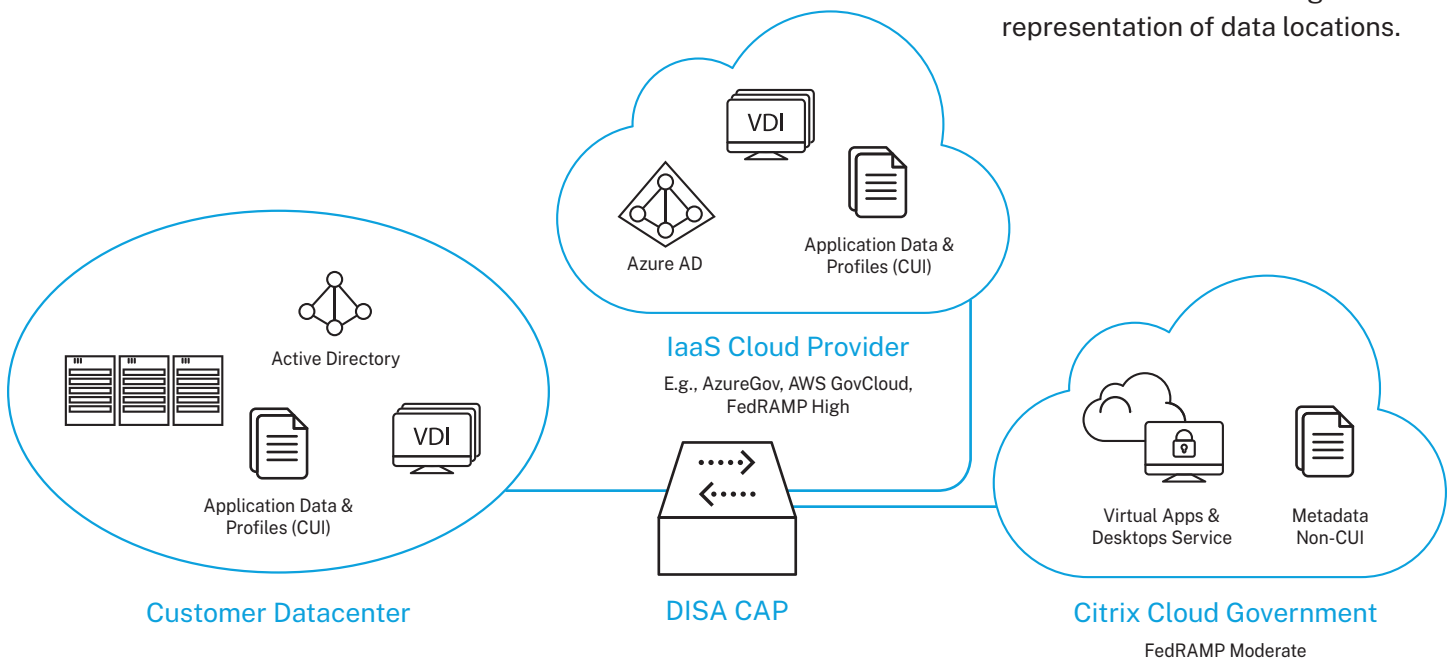 representation of data locations.
VDI
Azure AD
Application Data &
Profiles (CUI)
IaaS Cloud Provider
E.g., AzureGov, AWS GovCloud,
FedRAMP High
Active Directory
VDI
Application Data &
Profiles (CUI)
Customer Datacenter
DISA CAP
Virtual Apps &
Desktops Service
Metadata
Non-CUI
Citrix Cloud Government
FedRAMP Moderate